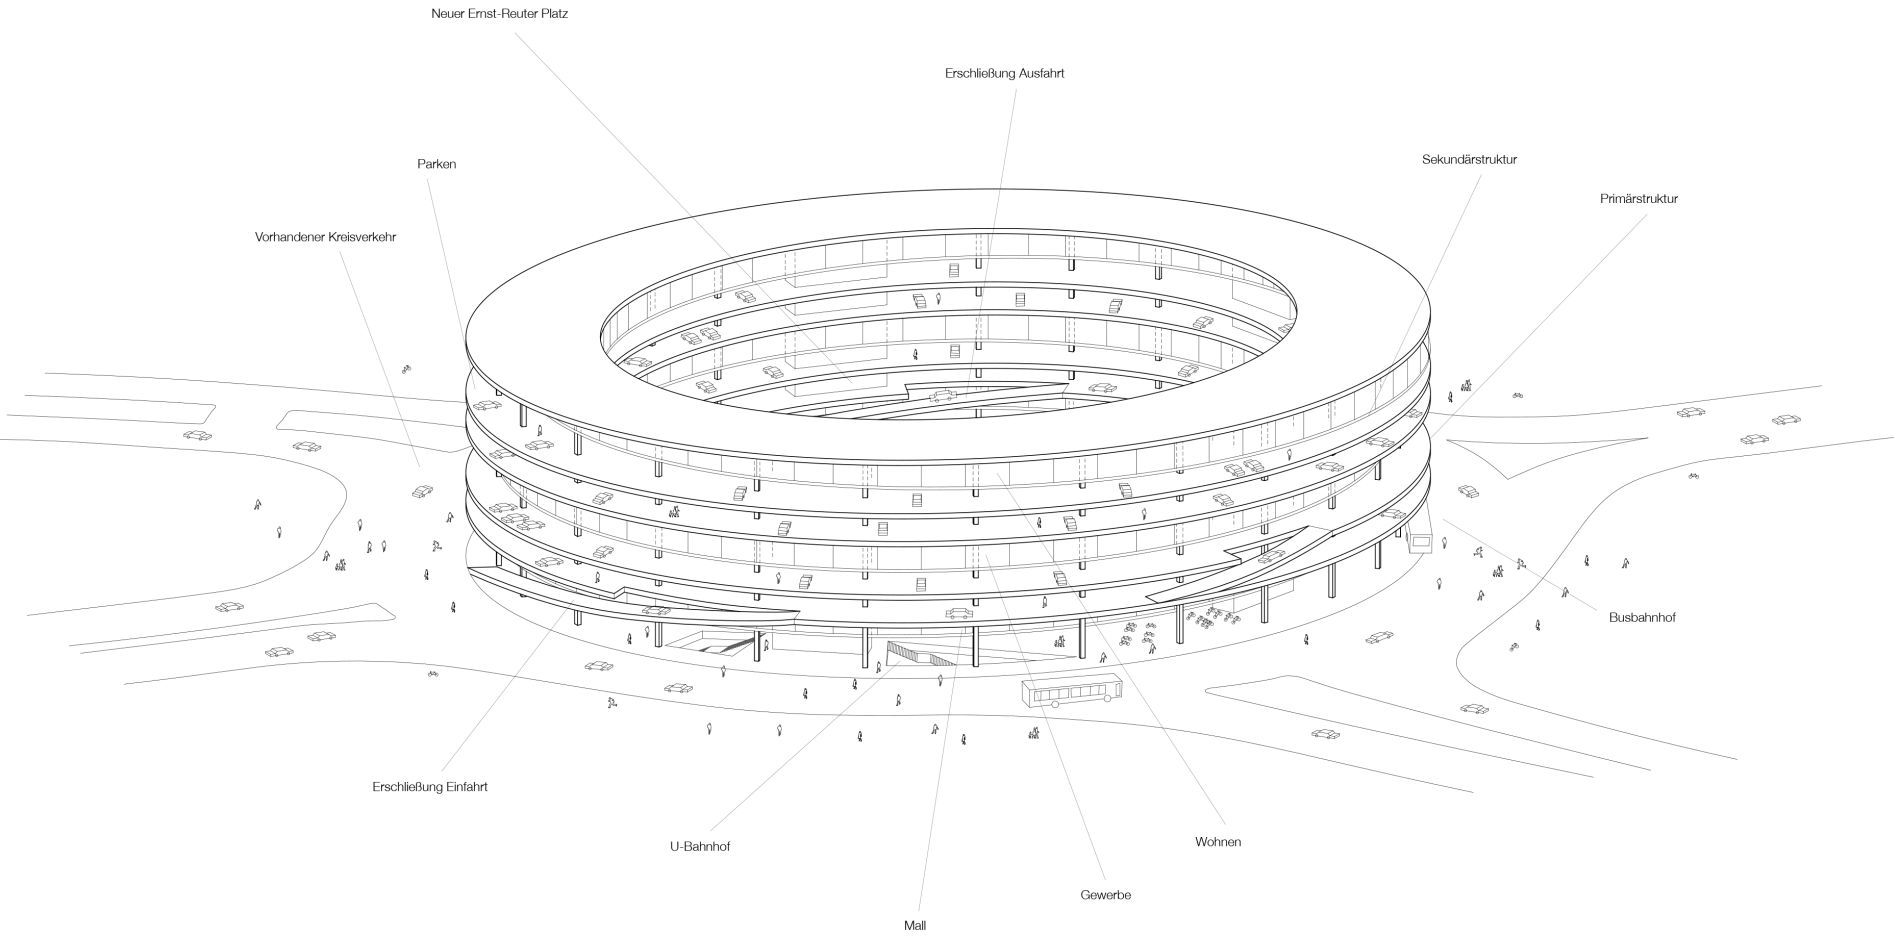 Neuer Ernst-Reuter Platz
Erschließung Ausfahrt
Parken
Sekundärstruktur
Primärstruktur
Vorhandener Kreisverkehr
Busbahnhof
Erschließung Einfahrt
U-Bahnhof
Wohnen
Gewerbe
Mall